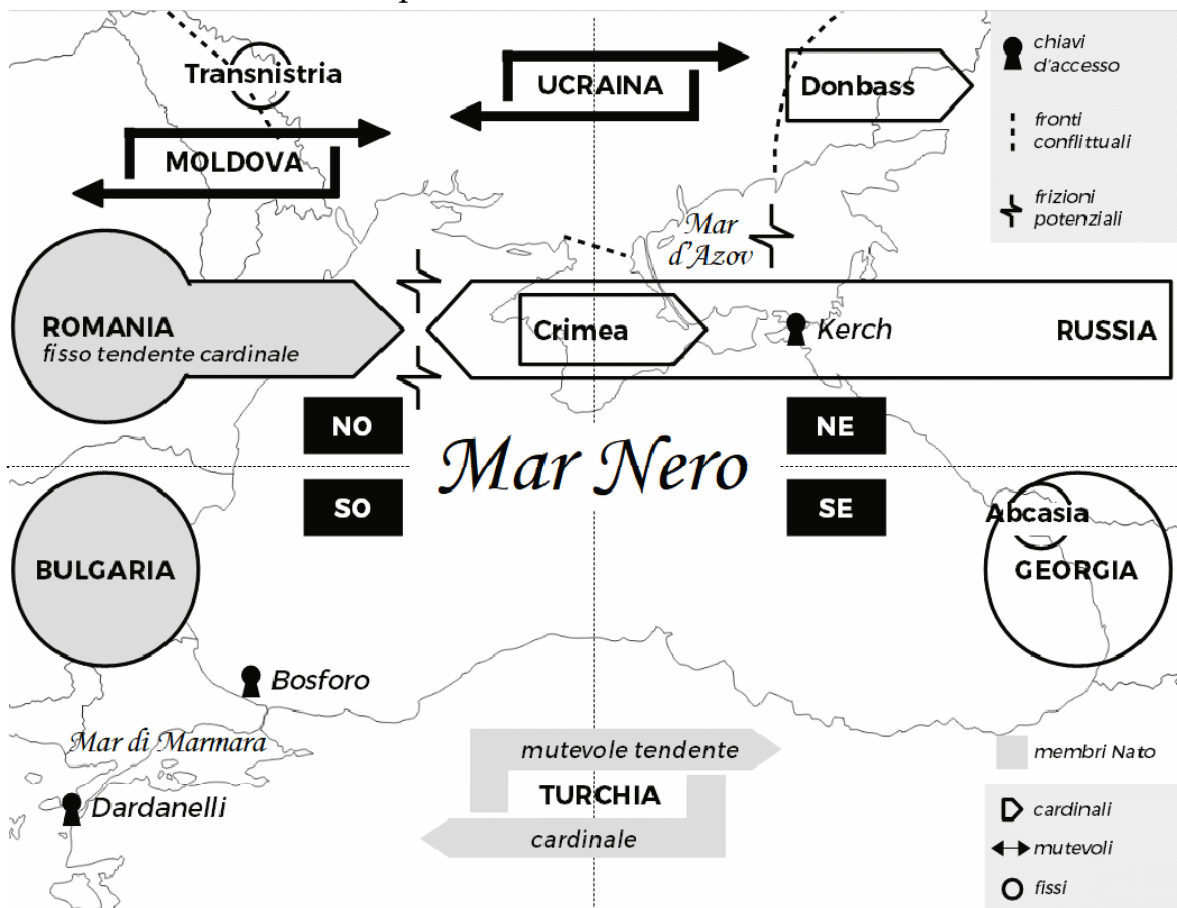 Transnistria
UCRAINA
Donbass
chiavi
d'accesso
fronti
conflittuali
frizioni
potenziali
MOLDOVA
Mar
d'Azov
ROMANIA
fisso tendente cardinale
Crimea
Kerch
RUSSIA
NO
NE
Mar Nero
SO
SE
Abcasia
BULGARIA
GEORGIA
Bosforo
Mar di Marmara
mutevole tendente
TURCHIA
cardinale
Dardanelli
membri Nato
cardinali
mutevoli
fissi